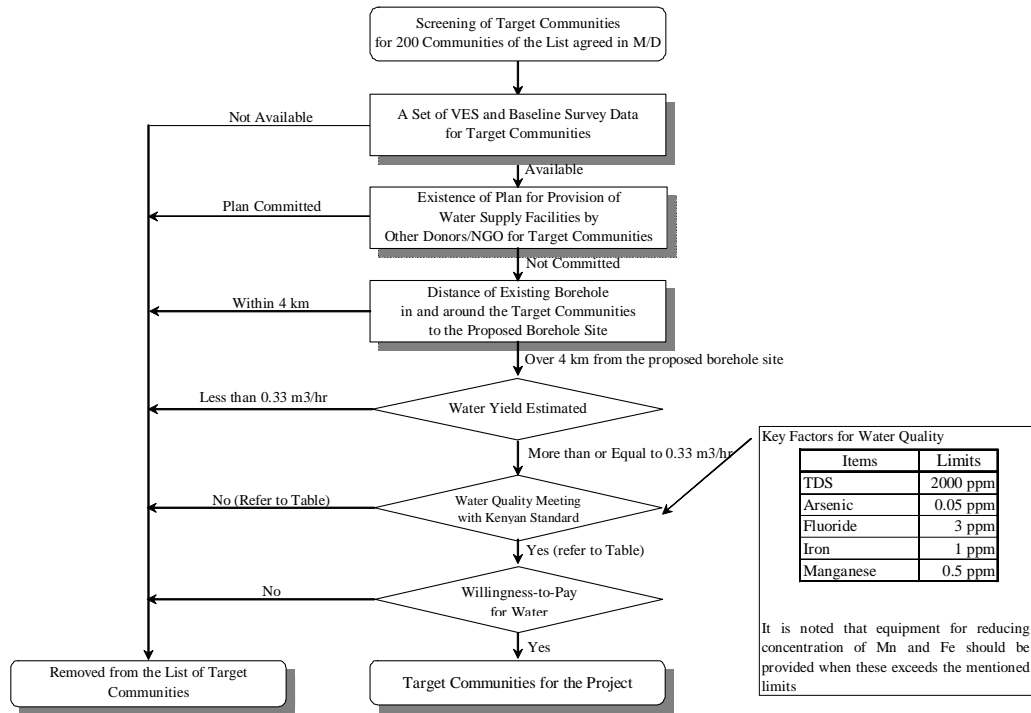 Screening of Target Communities
for 200 Communities of the List agreed in M/D
Not Available
A Set of VES and Baseline Survey Data
for Target Communities
Available
Plan Committed
Existence of Plan for Provision of
Water Supply Facilities by
Other Donors/NGO for Target Communities
Not Committed
Within 4 km
Distance of Existing Borehole
in and around the Target Communities
to the Proposed Borehole Site
Over 4 km from the proposed borehole site
Less than 0.33 m3/hr
Water Yield Estimated
More than or Equal to 0.33 m3/hr
No (Refer to Table)
Water Quality Meeting
with Kenyan Standard
Yes (refer to Table)
No
Willingness-to-Pay
for Water
Yes
Removed from the List of Target
Communities
Target Communities for the Project
Key Factors for Water Quality
Items Limits
TDS 2000 ppm
Arsenic 0.05 ppm
Fluoride 3 ppm
Iron 1 ppm
Manganese 0.5 ppm
It is noted that equipment for reducing
concentration of Mn and Fe should be
provided when these exceeds the mentioned
limits